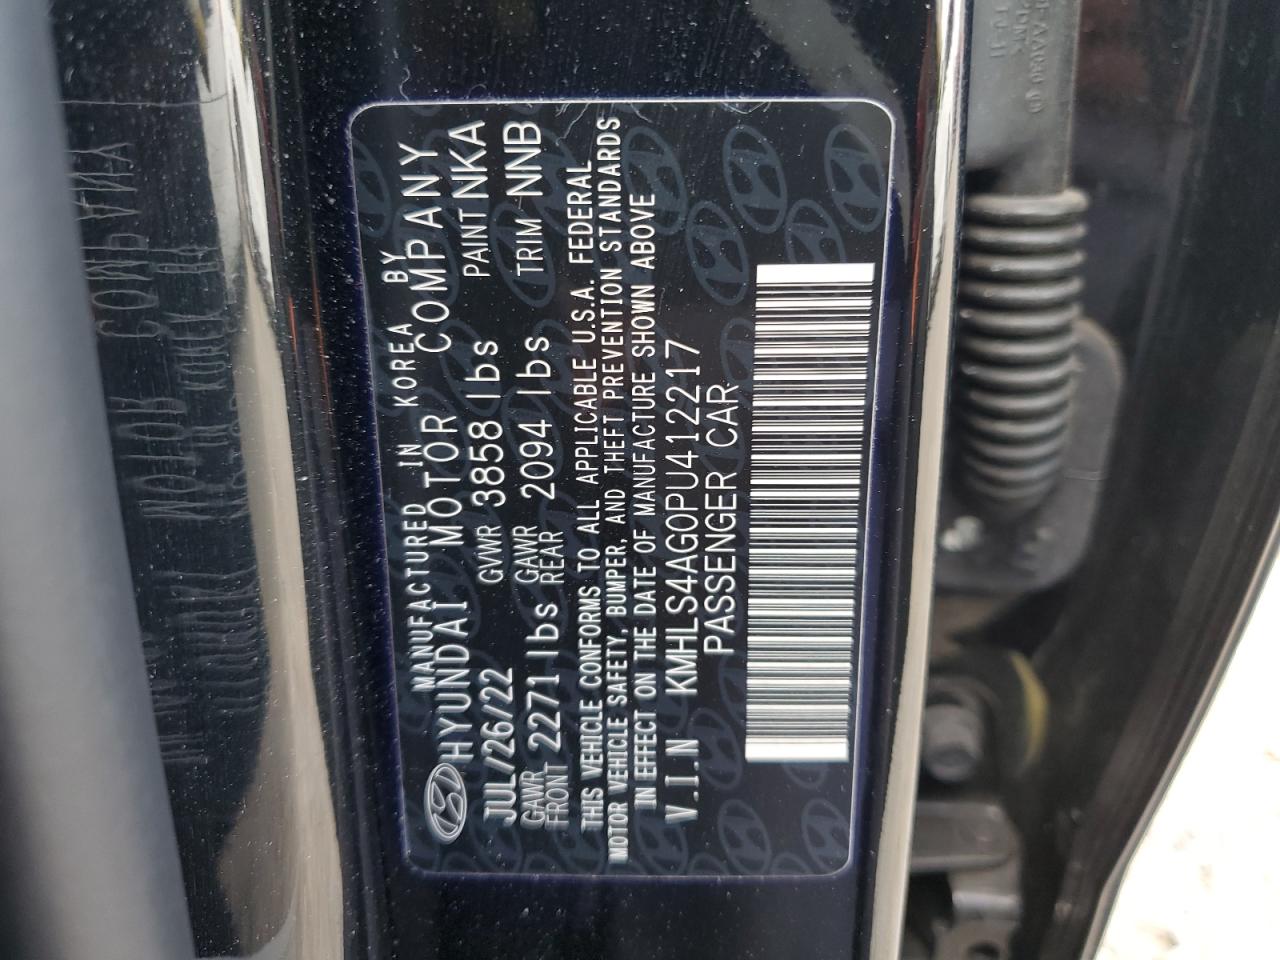 MANUFACTURED IN KOREA BY
HYUNDAI MOTOR COMPANY
JUL/26/22 GVWR 3858 lbs PAINT NKA
GAWR FRONT 2271 lbs GAWR REAR 2094 lbs TRIM NNB
THIS VEHICLE CONFORMS TO ALL APPLICABLE U.S.A. FEDERAL
MOTOR VEHICLE SAFETY, BUMPER, AND THEFT PREVENTION STANDARDS
IN EFFECT ON THE DATE OF MANUFACTURE SHOWN ABOVE
V.I.N KMHLS4AG0PU412217
PASSENGER CAR